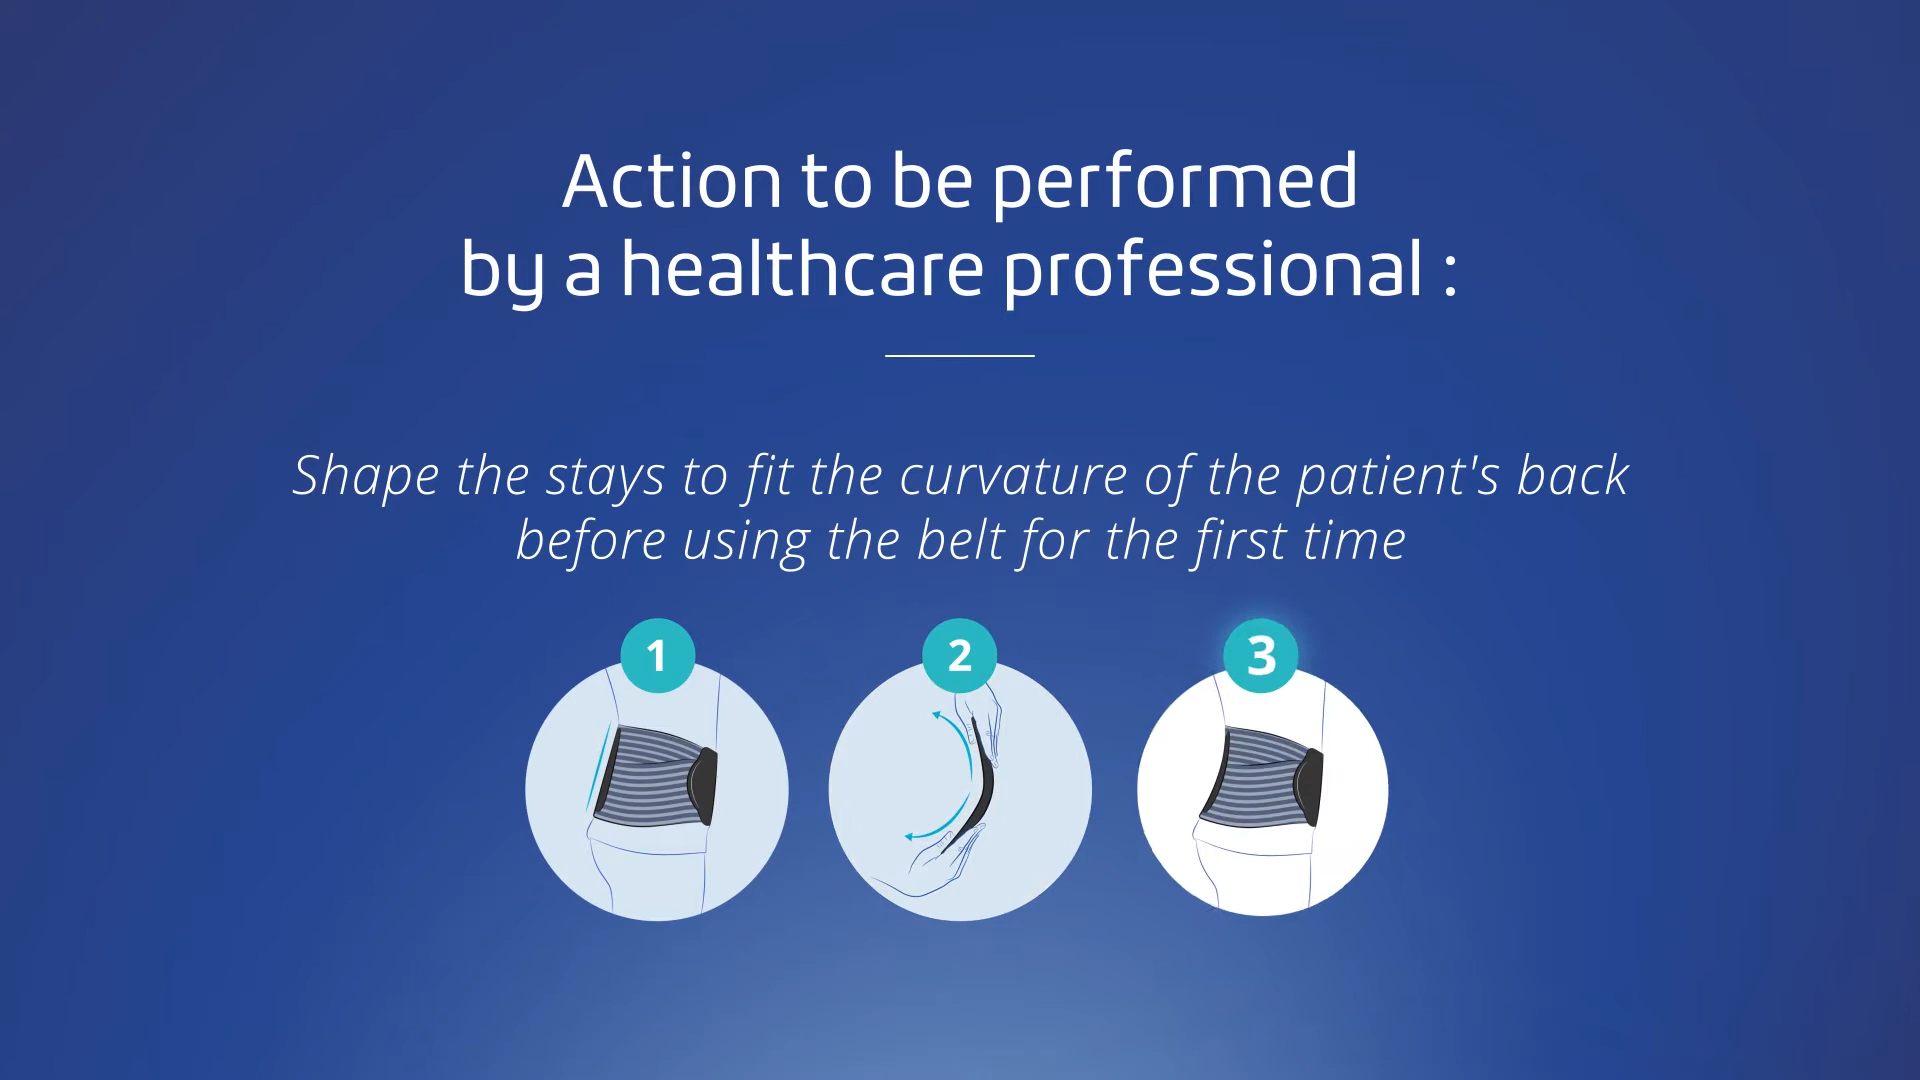 Action to be performed
by a healthcare professional :
Shape the stays to fit the curvature of the patient's back
before using the belt for the first time
1
2
3